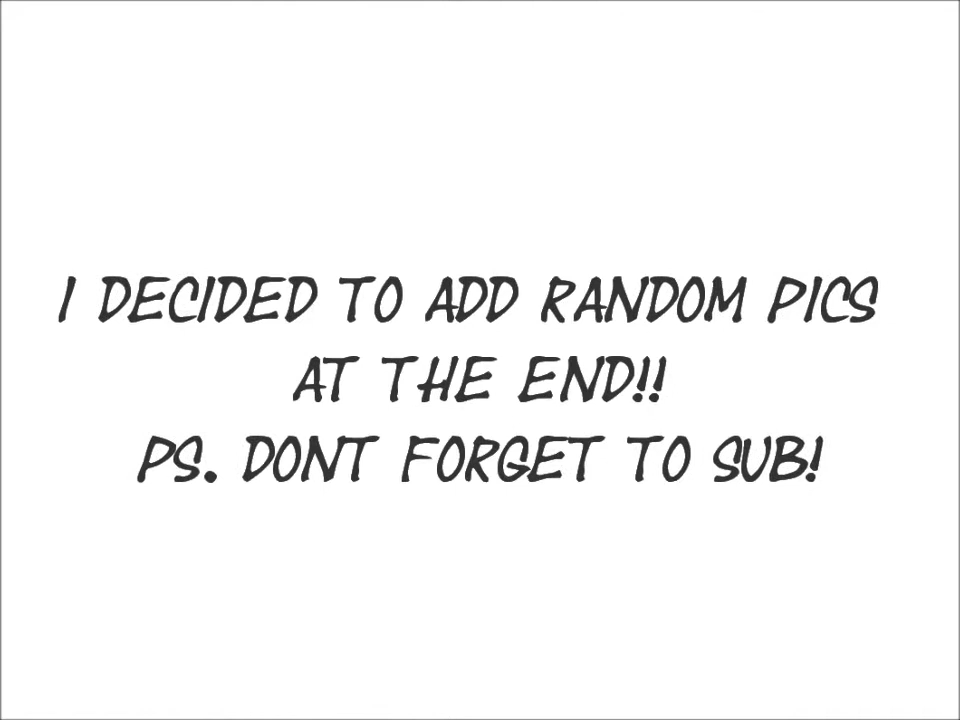 I DECIDED TO ADD RANDOM PICS
AT THE END!!
PS. DONT FORGET TO SUB!